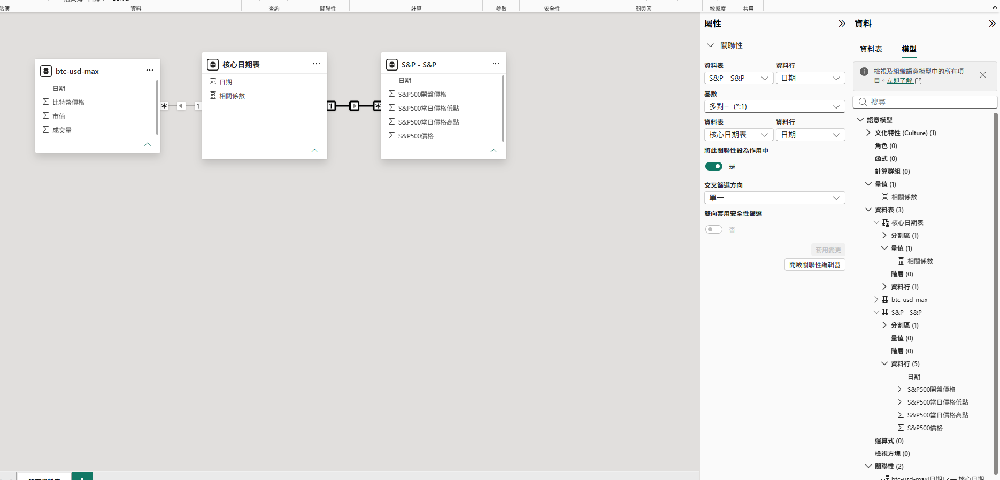 貼簿
資料
查詢
關聯性
計算
參數
安全性
問與答
敏感度
共用
btc-usd-max
日期
比特幣價格
市值
成交量
* 1
核心日期表
日期
相關係數
1 *
S&P - S&P
日期
S&P500開盤價格
S&P500當日價格低點
S&P500當日價格高點
S&P500價格
屬性
關聯性
資料表 資料行
S&P - S&P 日期
基數
多對一 (*:1)
資料表 資料行
核心日期表 日期
將此關聯性設為作用中
是
交叉篩選方向
單一
雙向套用安全性篩選
否
套用變更
開啟關聯性編輯器
資料
資料表 模型
檢視及組織語意模型中的所有項
目。立即了解
搜尋
語意模型
文化特性 (Culture) (1)
角色 (0)
函式 (0)
計算群組 (0)
量值 (1)
相關係數
資料表 (3)
核心日期表
分割區 (1)
量值 (1)
相關係數
階層 (0)
資料行 (1)
btc-usd-max
S&P - S&P
分割區 (1)
量值 (0)
階層 (0)
資料行 (5)
日期
S&P500開盤價格
S&P500當日價格低點
S&P500當日價格高點
S&P500價格
運算式 (0)
檢視方塊 (0)
關聯性 (2)
btc-usd-max[日期] <— 核心日期